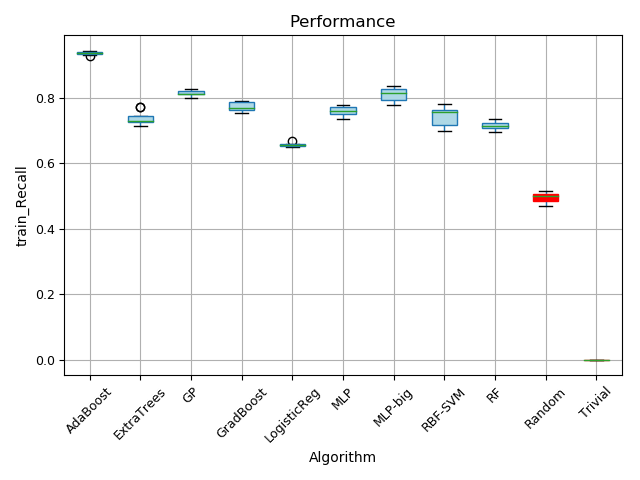 Performance
train_Recall
0.8
0.6
0.4
0.2
0.0
AdaBoost
ExtraTrees
GP
GradBoost
LogisticReg
MLP
MLP-big
RBF-SVM
RF
Random
Trivial
Algorithm